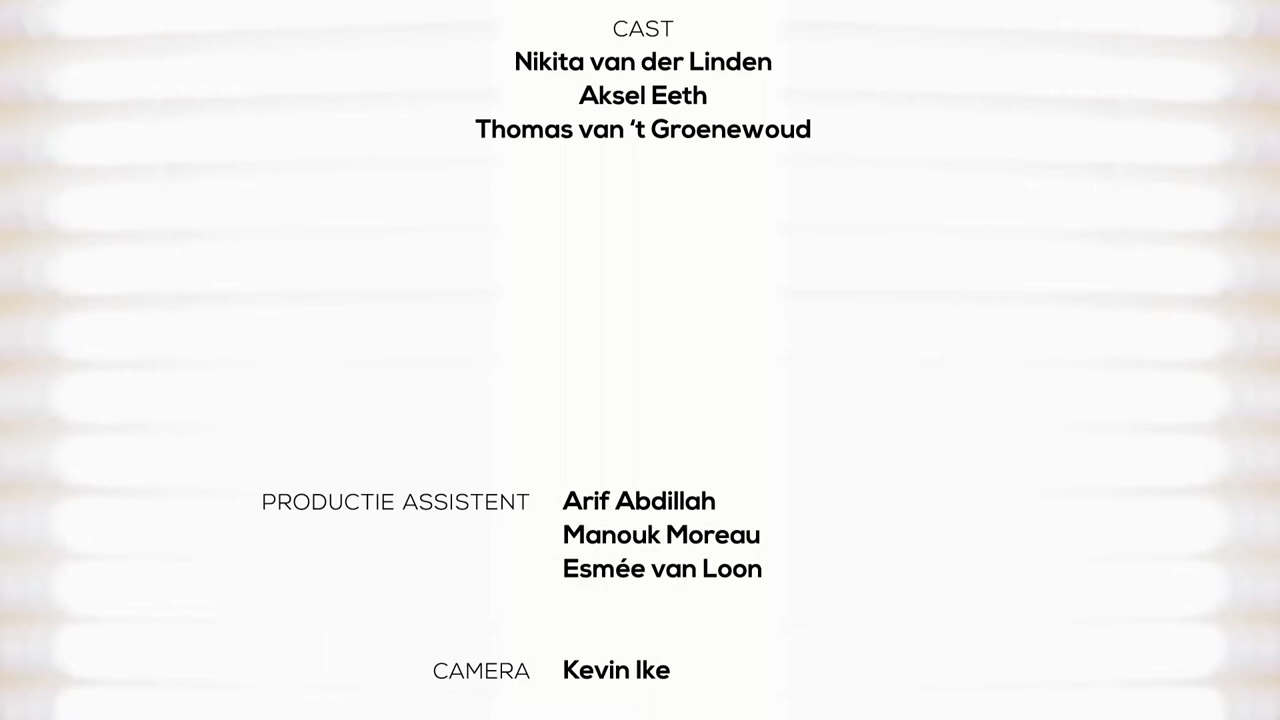 CAST
Nikita van der Linden
Aksel Eeth
Thomas van ‘t Groenewoud
PRODUCTIE ASSISTENT Arif Abdillah
Manouk Moreau
Esmée van Loon
CAMERA Kevin Ike